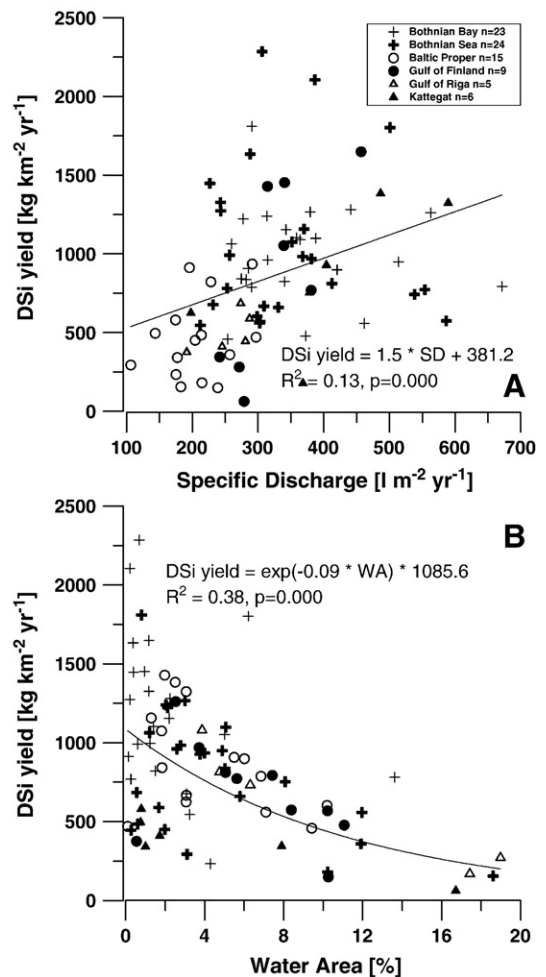 2500
2000
1500
1000
500
0
DSi yield [kg km-2 yr-1]
Bothnian Bay n=23
Bothnian Sea n=24
Baltic Proper n=15
Gulf of Finland n=9
Gulf of Riga n=5
Kattegat n=6
DSi yield = 1.5 * SD + 381.2
R2 = 0.13, p=0.000
A
100 200 300 400 500 600 700
Specific Discharge [l m-2 yr-1]
2500
2000
1500
1000
500
0
DSi yield [kg km-2 yr-1]
B
DSi yield = exp(-0.09 * WA) * 1085.6
R2 = 0.38, p=0.000
0 4 8 12 16 20
Water Area [%]